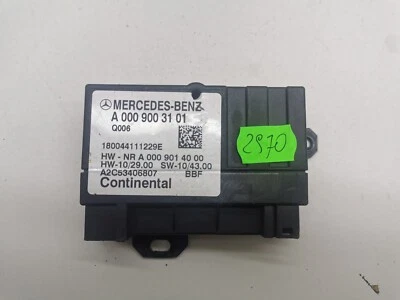 MERCEDES-BENZ
A 000 900 31 01
Q006
180044111229E
HW - NR A 000 901 40 00
HW-10/29.00 SW-10/43.00
A2C53406807 BBF
Continental
2970